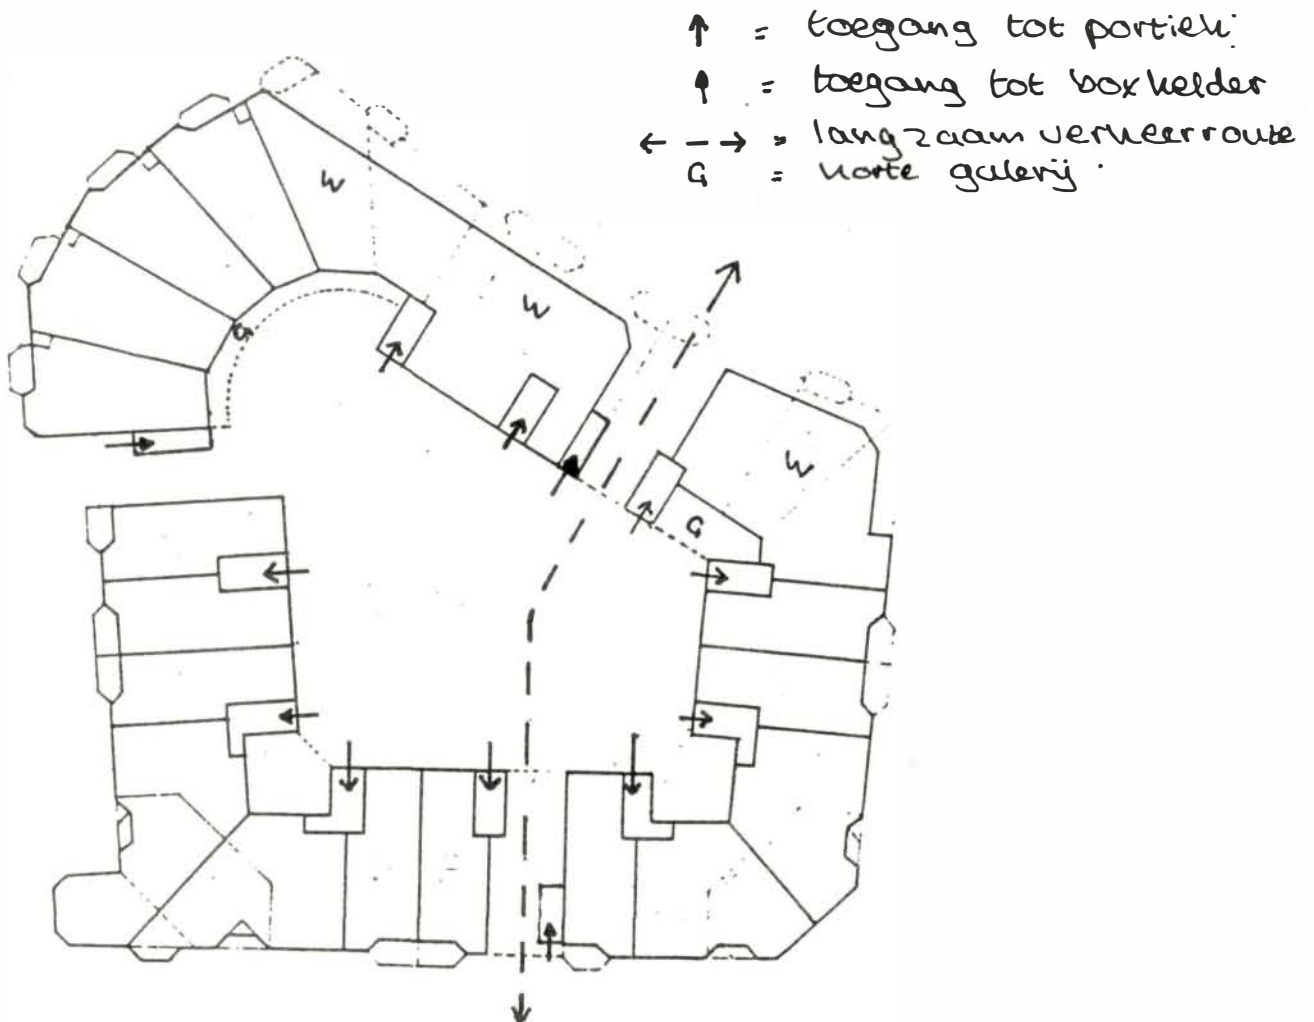 ↑ = toegang tot portiek
↑ = toegang tot boxkelder
← – → = langzaam verkeerroute
G = korte galerij
W
W
W
G
G